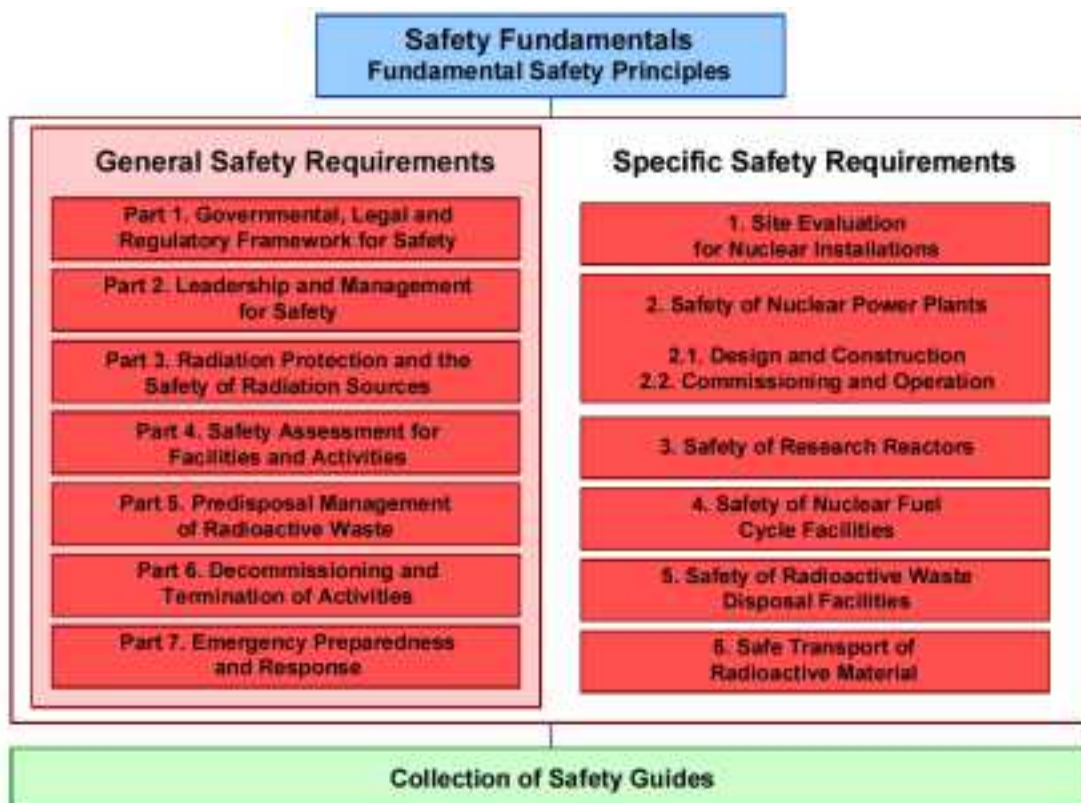 Safety Fundamentals
Fundamental Safety Principles
General Safety Requirements
Part 1. Governmental, Legal and
Regulatory Framework for Safety
Part 2. Leadership and Management
for Safety
Part 3. Radiation Protection and the
Safety of Radiation Sources
Part 4. Safety Assessment for
Facilities and Activities
Part 5. Predisposal Management
of Radioactive Waste
Part 6. Decommissioning and
Termination of Activities
Part 7. Emergency Preparedness
and Response
Specific Safety Requirements
1. Site Evaluation
for Nuclear Installations
2. Safety of Nuclear Power Plants
2.1. Design and Construction
2.2. Commissioning and Operation
3. Safety of Research Reactors
4. Safety of Nuclear Fuel
Cycle Facilities
5. Safety of Radioactive Waste
Disposal Facilities
6. Safe Transport of
Radioactive Material
Collection of Safety Guides